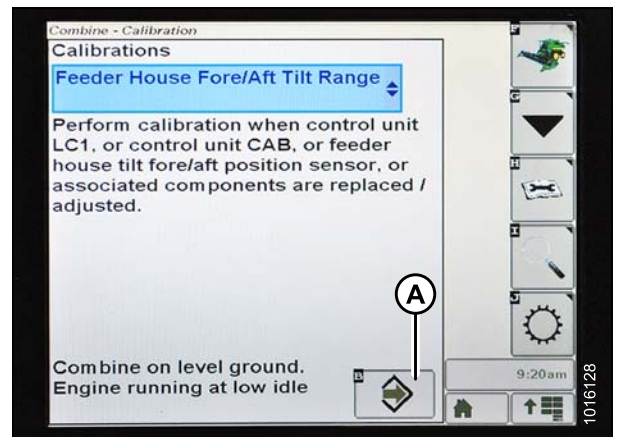 Combine - Calibration
Calibrations
Feeder House Fore/Aft Tilt Range
Perform calibration when control unit
LC1, or control unit CAB, or feeder
house tilt fore/aft position sensor, or
associated components are replaced /
adjusted.
Combine on level ground.
Engine running at low idle
A
B
F
G
H
I
J
9:20am
1016128